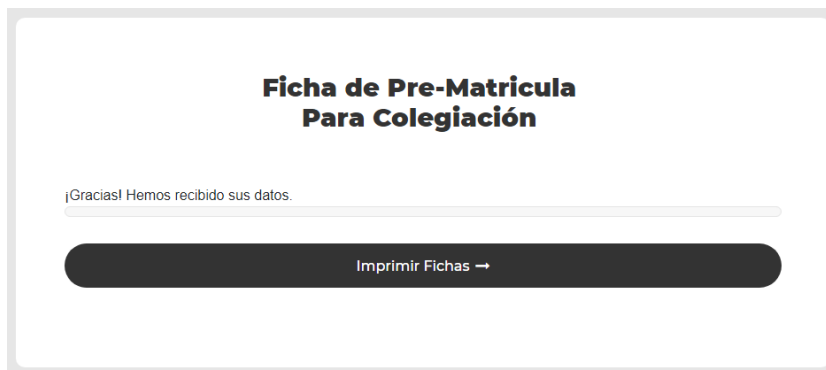 Ficha de Pre-Matricula
Para Colegiación
¡Gracias! Hemos recibido sus datos.
Imprimir Fichas →